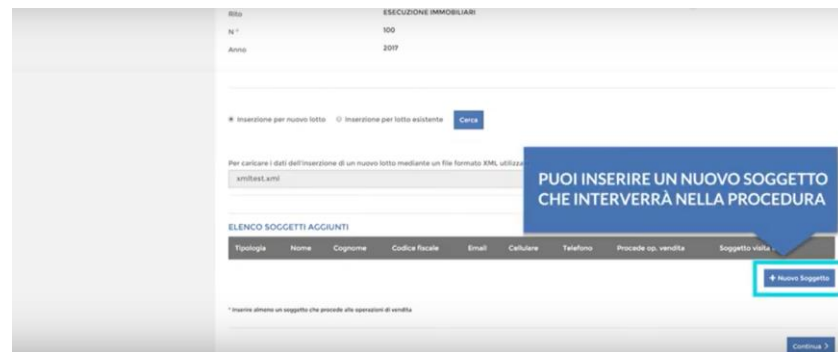 Rito ESECUZIONE IMMOBILIARI
N° 100
Anno 2017
Inserzione per nuovo lotto Inserzione per lotto esistente Cerca
Per caricare i dati dell'inserzione di un nuovo lotto mediante un file formato XML
xmltest.xml
PUOI INSERIRE UN NUOVO SOGGETTO
CHE INTERVERRÀ NELLA PROCEDURA
ELENCO SOGGETTI AGGIUNTI
Tipologia Nome Cognome Codice fiscale Email Cellulare Telefono Procede op. vendita Soggetto visita
+ Nuovo Soggetto
* Inserire almeno un soggetto che procede alle operazioni di vendita
Continua >